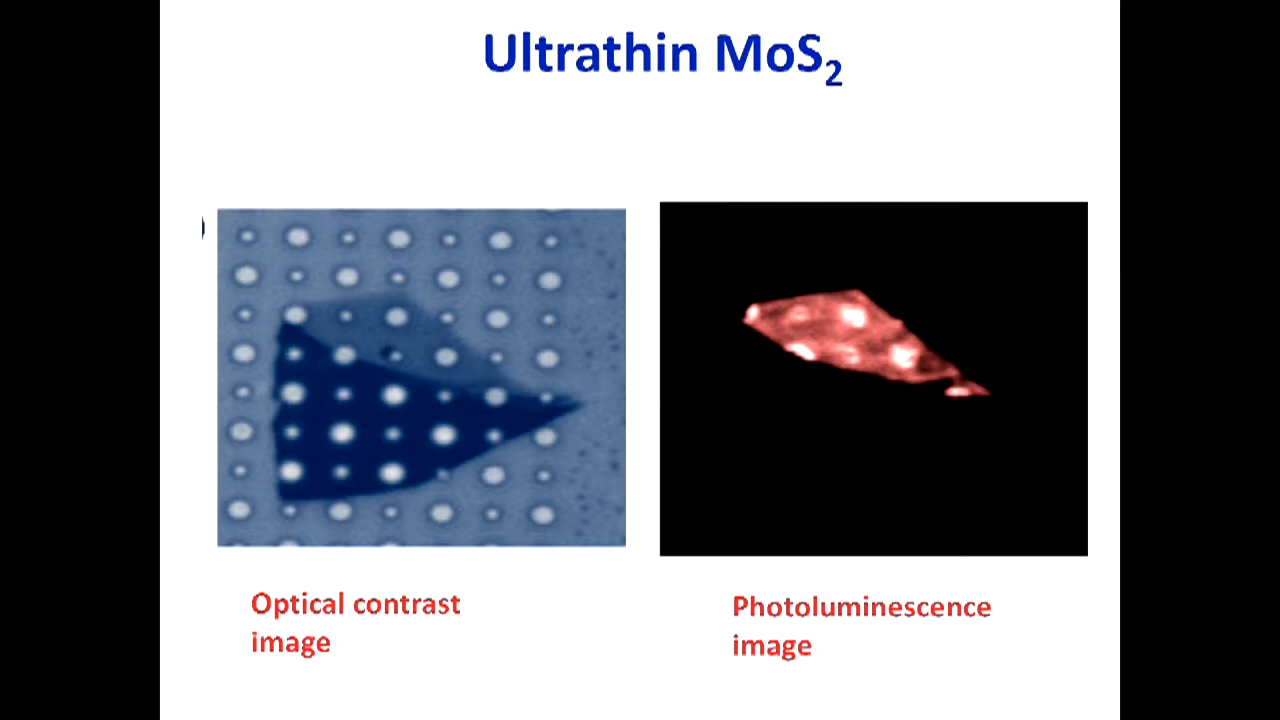 Ultrathin MoS₂
)
Optical contrast
image
Photoluminescence
image